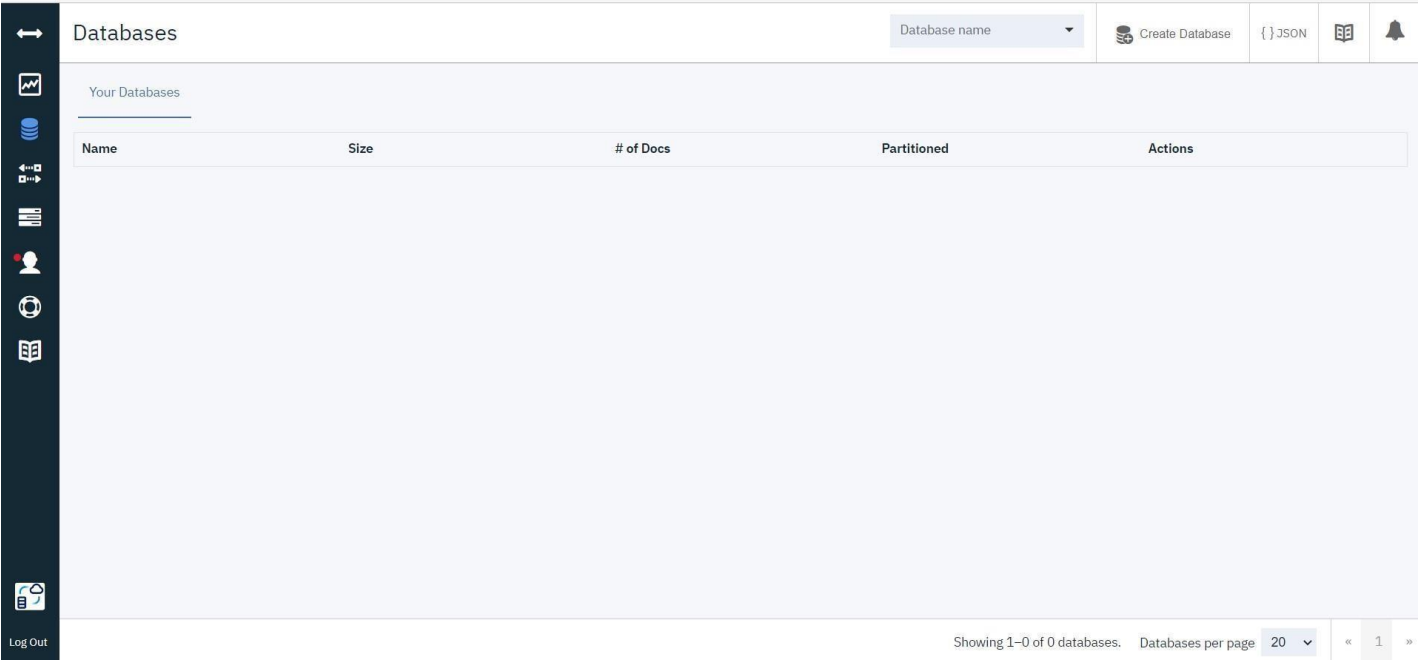 Databases
Database name
Create Database
{ } JSON
Your Databases
Name Size # of Docs Partitioned Actions
Log Out
Showing 1–0 of 0 databases. Databases per page 20 « 1 »